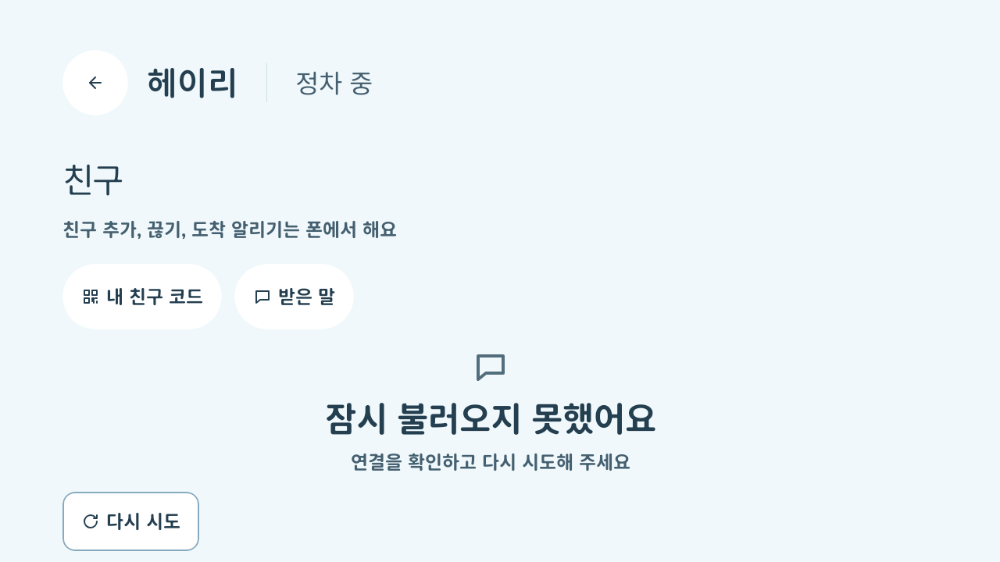 헤이리
정차 중
친구
친구 추가, 끊기, 도착 알리기는 폰에서 해요
내 친구 코드
받은 말
잠시 불러오지 못했어요
연결을 확인하고 다시 시도해 주세요
다시 시도